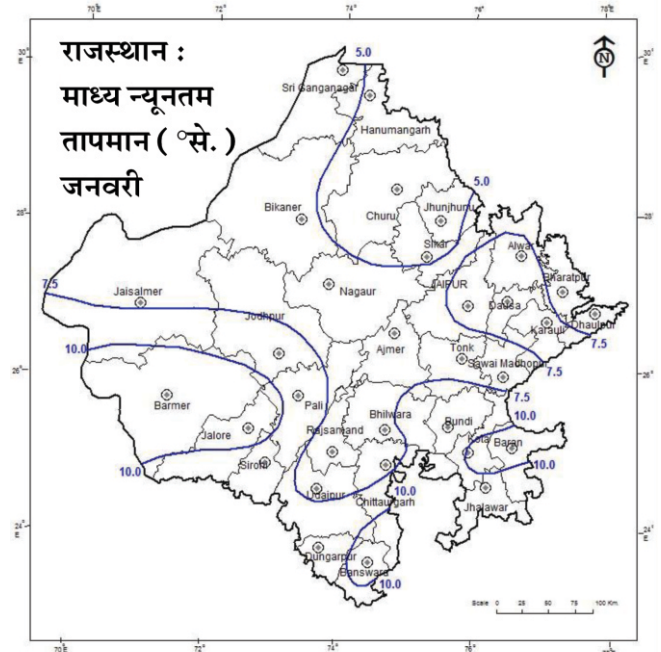 72°E
74°E
76°E
78°E
राजस्थान :
माध्य न्यूनतम
तापमान ( °से. )
जनवरी
N
30°
5.0
Sri Ganganagar
Hanumangarh
28°
5.0
Bikaner
Churu
Jhunjhunu
Sikar
Alwar
7.5
Jaisalmer
Nagaur
JAIPUR
Bharatpur
Jodhpur
Dausa
Dhaulpur
Karauli
7.5
10.0
Ajmer
Tonk
Sawai Madhopur
7.5
26°
Barmer
Pali
Bhilwara
7.5
Bundi
10.0
Jalore
Rajsamand
Kota
Baran
10.0
Sirohi
Udaipur
10.0
10.0
Chittaurgarh
Jhalawar
24°
Dungarpur
Banswara
10.0
Scale 0 25 50 75 100 Km.
70°E
72°
74°
76°
78°E